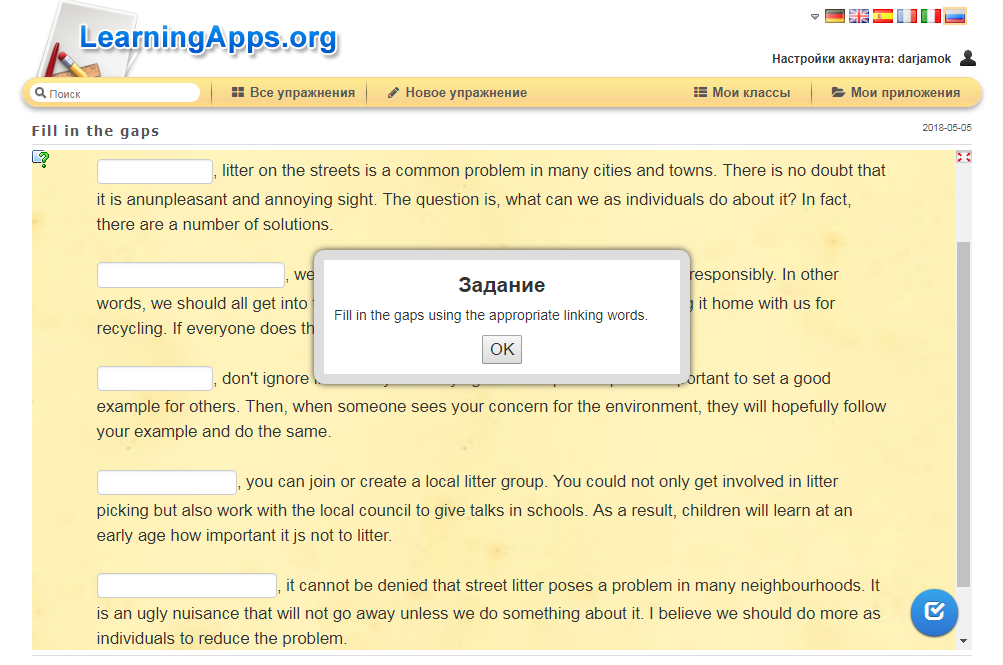 LearningApps.org
Настройки аккаунта: darjamok
Поиск Все упражнения Новое упражнение Мои классы Мои приложения
Fill in the gaps 2018-05-05
, litter on the streets is a common problem in many cities and towns. There is no doubt that
it is anunpleasant and annoying sight. The question is, what can we as individuals do about it? In fact,
there are a number of solutions.
, we responsibly. In other
words, we should all get into it home with us for
recycling. If everyone does
Задание
Fill in the gaps using the appropriate linking words.
OK
, don't ignore to set a good
example for others. Then, when someone sees your concern for the environment, they will hopefully follow
your example and do the same.
, you can join or create a local litter group. You could not only get involved in litter
picking but also work with the local council to give talks in schools. As a result, children will learn at an
early age how important it js not to litter.
, it cannot be denied that street litter poses a problem in many neighbourhoods. It
is an ugly nuisance that will not go away unless we do something about it. I believe we should do more as
individuals to reduce the problem.